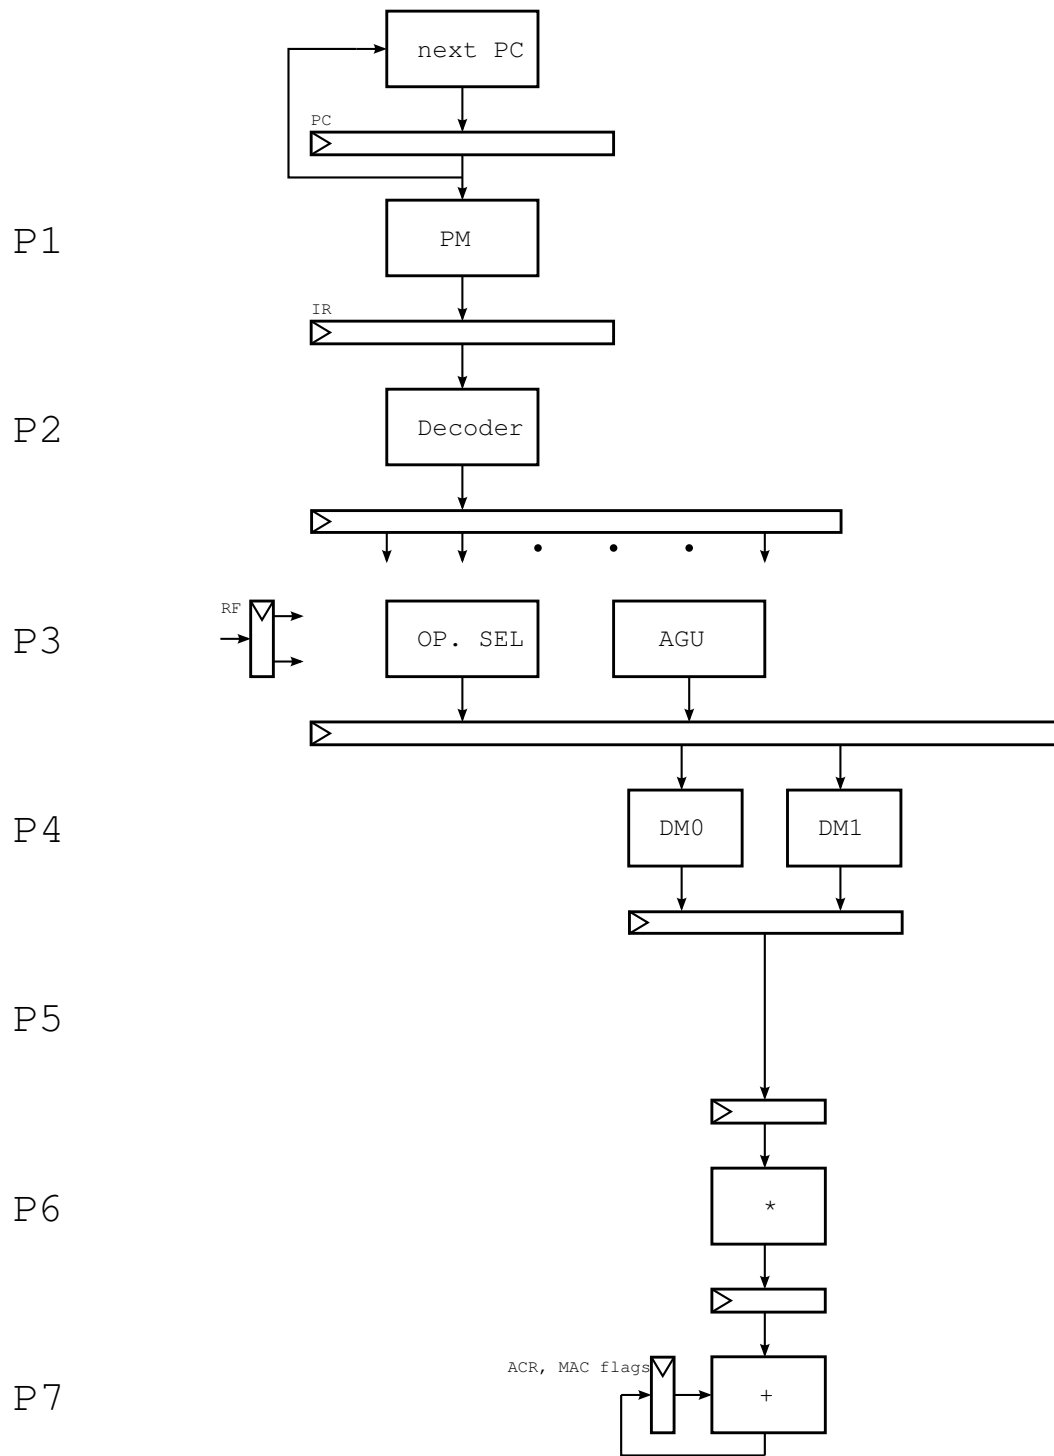 next PC
PC
P1
PM
IR
P2
Decoder
RF
P3
OP. SEL
AGU
P4
DM0
DM1
P5
P6
*
ACR, MAC flags
P7
+